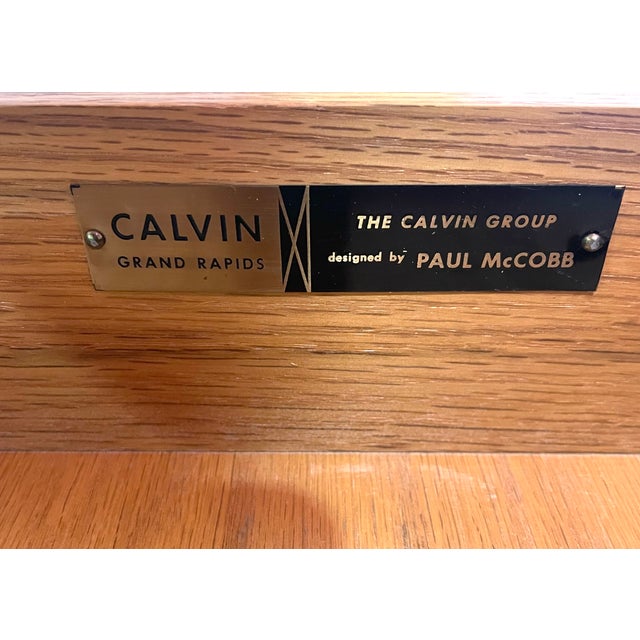 CALVIN
GRAND RAPIDS
THE CALVIN GROUP
designed by PAUL McCOBB